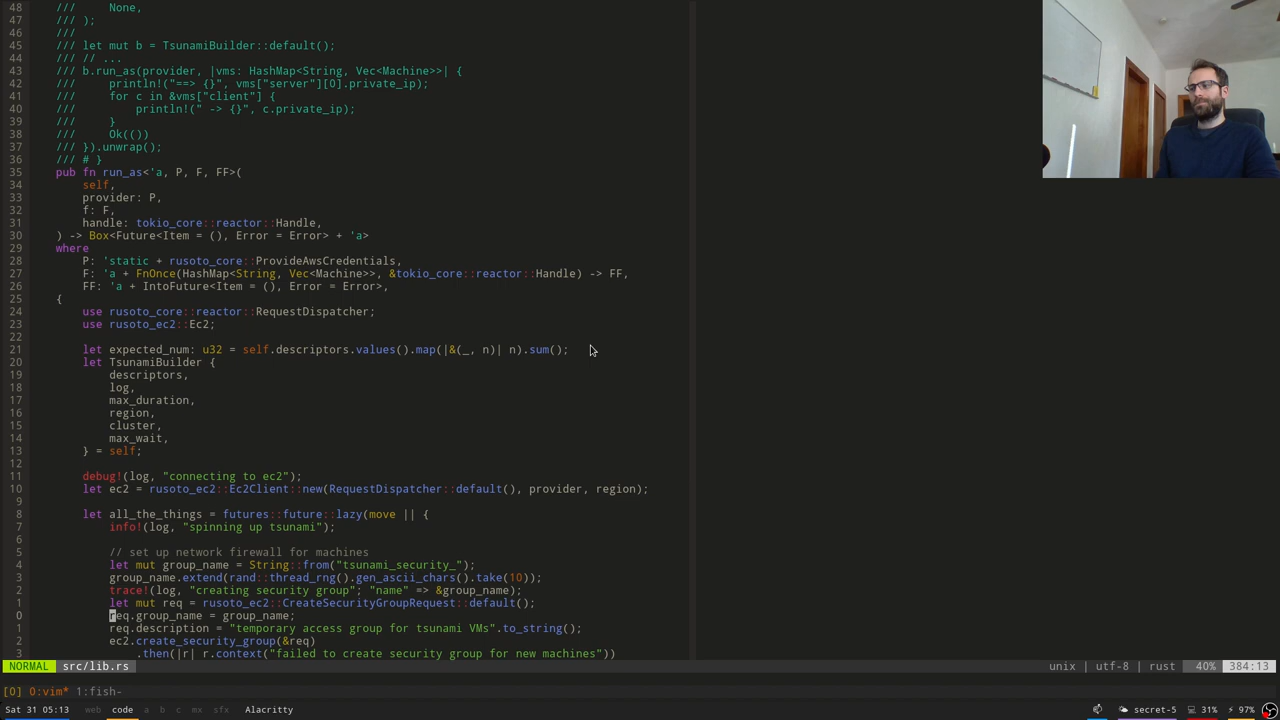 48     ///     None,
47     /// );
46     ///
45     /// let mut b = TsunamiBuilder::default();
44     /// // ...
43     /// b.run_as(provider, |vms: HashMap<String, Vec<Machine>>| {
42     ///     println!("==> {}", vms["server"][0].private_ip);
41     ///     for c in &vms["client"] {
40     ///         println!(" -> {}", c.private_ip);
39     ///     }
38     ///     Ok(())
37     /// }).unwrap();
36     /// # }
35     pub fn run_as<'a, P, F, FF>(
34         self,
33         provider: P,
32         f: F,
31         handle: tokio_core::reactor::Handle,
30     ) -> Box<Future<Item = (), Error = Error> + 'a>
29     where
28         P: 'static + rusoto_core::ProvideAwsCredentials,
27         F: 'a + FnOnce(HashMap<String, Vec<Machine>>, &tokio_core::reactor::Handle) -> FF,
26         FF: 'a + IntoFuture<Item = (), Error = Error>,
25     {
24         use rusoto_core::reactor::RequestDispatcher;
23         use rusoto_ec2::Ec2;
22
21         let expected_num: u32 = self.descriptors.values().map(|&(_, n)| n).sum();
20         let TsunamiBuilder {
19             descriptors,
18             log,
17             max_duration,
16             region,
15             cluster,
14             max_wait,
13         } = self;
12
11         debug!(log, "connecting to ec2");
10         let ec2 = rusoto_ec2::Ec2Client::new(RequestDispatcher::default(), provider, region);
9
8         let all_the_things = futures::future::lazy(move || {
7             info!(log, "spinning up tsunami");
6
5             // set up network firewall for machines
4             let mut group_name = String::from("tsunami_security_");
3             group_name.extend(rand::thread_rng().gen_ascii_chars().take(10));
2             trace!(log, "creating security group"; "name" => &group_name);
1             let mut req = rusoto_ec2::CreateSecurityGroupRequest::default();
0             req.group_name = group_name;
1             req.description = "temporary access group for tsunami VMs".to_string();
2             ec2.create_security_group(&req)
3                 .then(|r| r.context("failed to create security group for new machines"))
NORMAL src/lib.rs unix | utf-8 | rust 40% 384:13
[0] 0:vim* 1:fish-
Sat 31 05:13 web code a b c mx sfx Alacritty secret-5 31% 97%